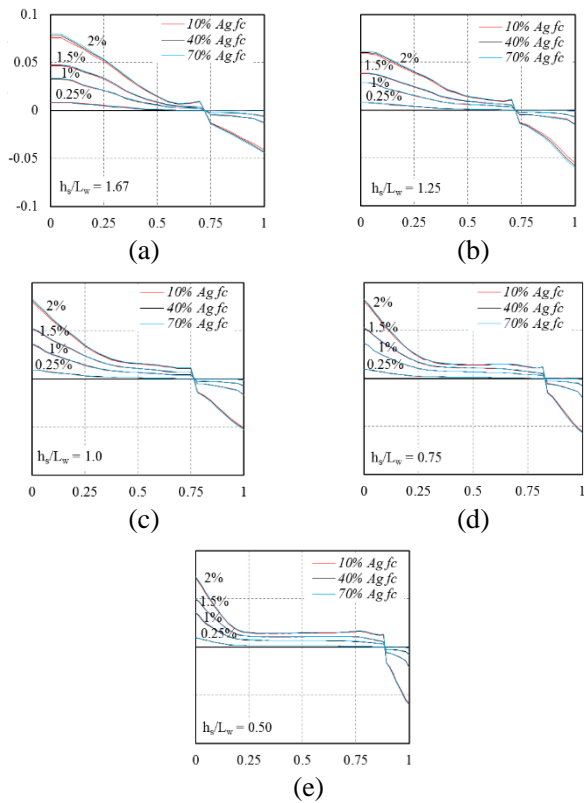 10% Ag fc
40% Ag fc
70% Ag fc
2%
1.5%
1%
0.25%
0.1
0.05
0
-0.05
-0.1
hs/Lw = 1.67
0 0.25 0.5 0.75 1
(a)
10% Ag fc
40% Ag fc
70% Ag fc
2%
1.5%
1%
0.25%
hs/Lw = 1.25
0 0.25 0.5 0.75 1
(b)
10% Ag fc
40% Ag fc
70% Ag fc
2%
1.5%
1%
0.25%
hs/Lw = 1.0
0 0.25 0.5 0.75 1
(c)
10% Ag fc
40% Ag fc
70% Ag fc
2%
1.5%
1%
0.25%
hs/Lw = 0.75
0 0.25 0.5 0.75 1
(d)
10% Ag fc
40% Ag fc
70% Ag fc
2%
1.5%
1%
0.25%
hs/Lw = 0.50
0 0.25 0.5 0.75 1
(e)